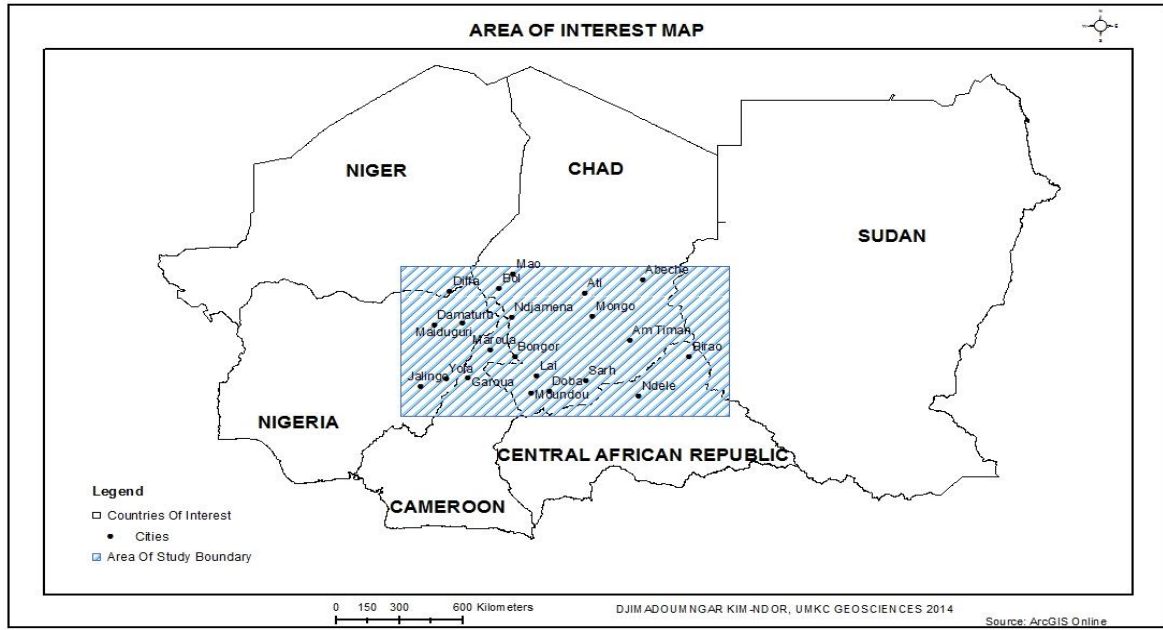 AREA OF INTEREST MAP
NIGER
CHAD
SUDAN
Mao
Diffa
Bol
Ati
Abeche
Damaturu
Ndjamena
Mongo
Maiduguri
Maroua
Bongor
Am Timan
Birao
Jalingo
Yola
Garoua
Lai
Doba
Sarh
Moundou
Ndele
NIGERIA
CENTRAL AFRICAN REPUBLIC
CAMEROON
Legend
Countries Of Interest
Cities
Area Of Study Boundary
0 150 300 600 Kilometers
DJIMADOUMNGAR KIM-NDOR, UMKC GEOSCIENCES 2014
Source: ArcGIS Online